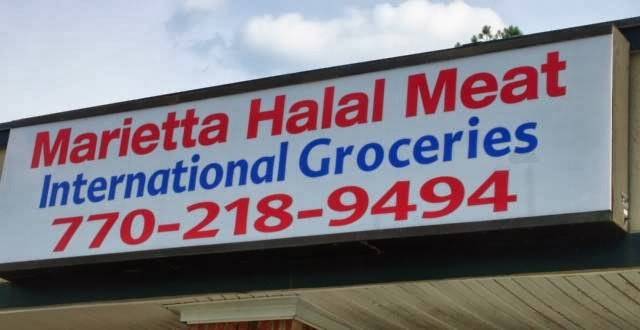 Marietta Halal Meat
International Groceries
770-218-9494